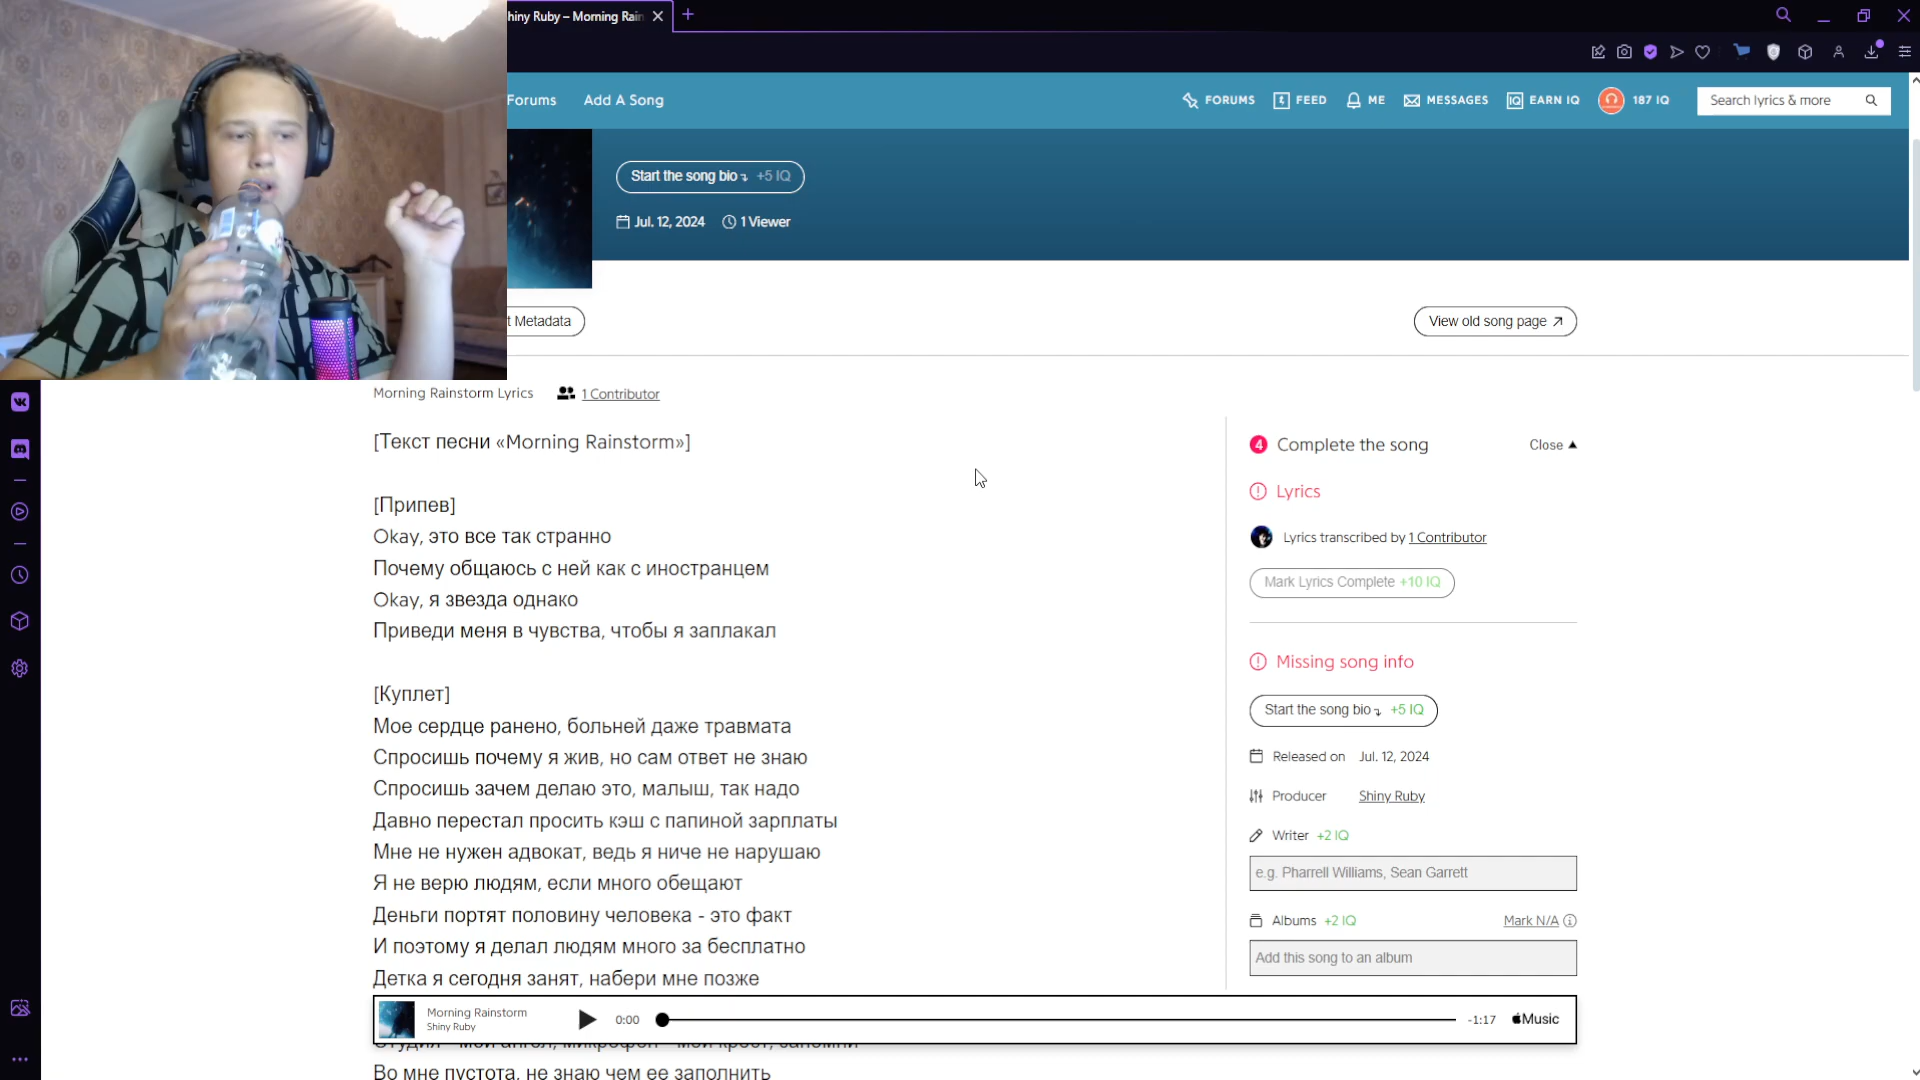 Shiny Ruby – Morning Rain
Forums
Add A Song
FORUMS
FEED
ME
MESSAGES
EARN IQ
187 IQ
Search lyrics & more
Start the song bio +5 IQ
Jul. 12, 2024
1 Viewer
t Metadata
View old song page
Morning Rainstorm Lyrics
1 Contributor
[Текст песни «Morning Rainstorm»]
[Припев]
Okay, это все так странно
Почему общаюсь с ней как с иностранцем
Okay, я звезда однако
Приведи меня в чувства, чтобы я заплакал
[Куплет]
Мое сердце ранено, больней даже травмата
Спросишь почему я жив, но сам ответ не знаю
Спросишь зачем делаю это, малыш, так надо
Давно перестал просить кэш с папиной зарплаты
Мне не нужен адвокат, ведь я ниче не нарушаю
Я не верю людям, если много обещают
Деньги портят половину человека - это факт
И поэтому я делал людям много за бесплатно
Детка я сегодня занят, набери мне позже
Студия - мой ангел, микрофон - мой крест, запомни
Во мне пустота, не знаю чем ее заполнить
4 Complete the song
Close
Lyrics
Lyrics transcribed by 1 Contributor
Mark Lyrics Complete +10 IQ
Missing song info
Start the song bio +5 IQ
Released on Jul. 12, 2024
Producer Shiny Ruby
Writer +2 IQ
e.g. Pharrell Williams, Sean Garrett
Albums +2 IQ
Mark N/A
Add this song to an album
Morning Rainstorm
Shiny Ruby
0:00
-1:17
Music